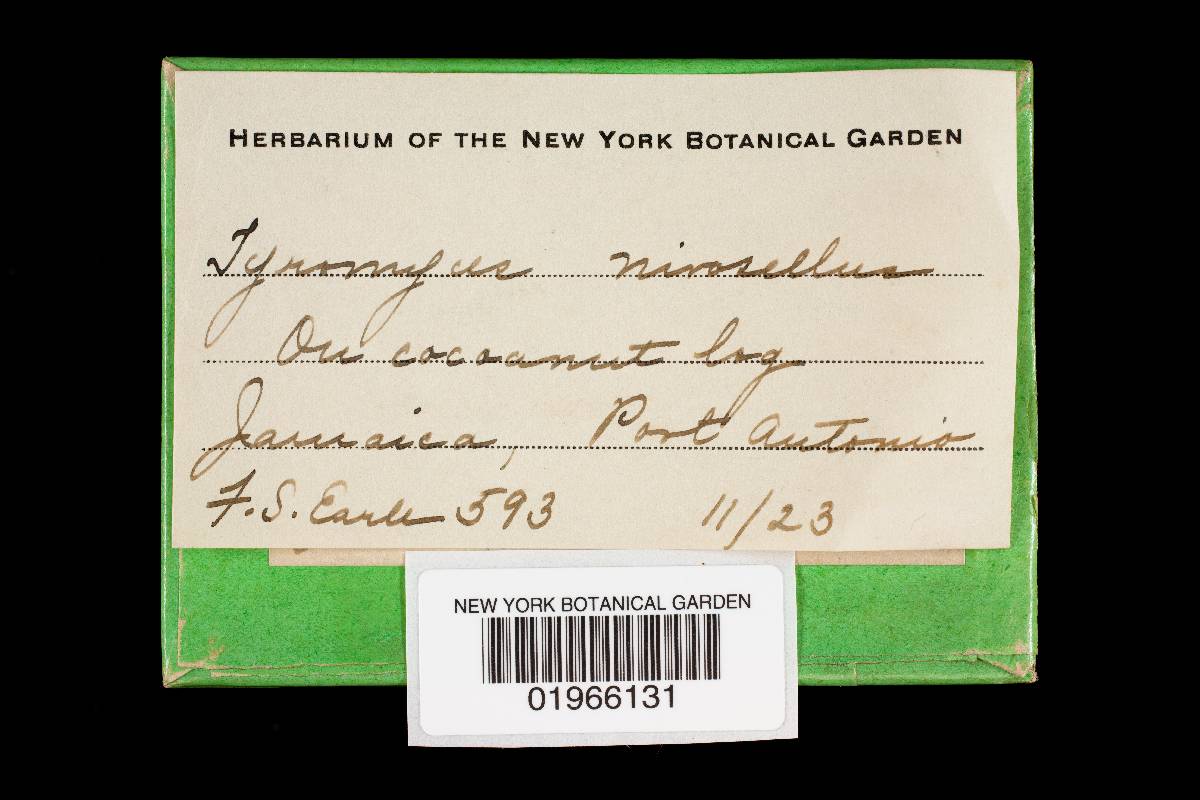 HERBARIUM OF THE NEW YORK BOTANICAL GARDEN
Tyromyces nivosellus
On cocoanut log
Jamaica, Port Antonio
F. S. Earle 593 11/23
NEW YORK BOTANICAL GARDEN
01966131